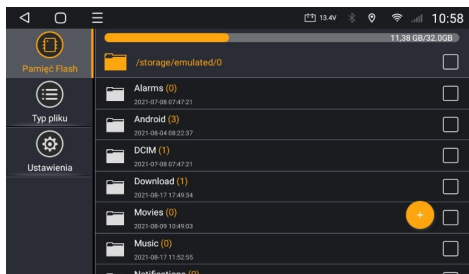 13.4V 10:58
11,38 GB/32.0GB
Pamięć Flash
/storage/emulated/0
Alarms (0)
2021-07-08 07:47:21
Typ pliku
Android (3)
2021-08-04 08:22:37
DCIM (1)
2021-07-08 07:47:21
Ustawienia
Download (1)
2021-08-17 17:49:34
Movies (0)
2021-08-09 10:49:03
+
Music (0)
2021-08-17 11:52:55
Notifications (0)